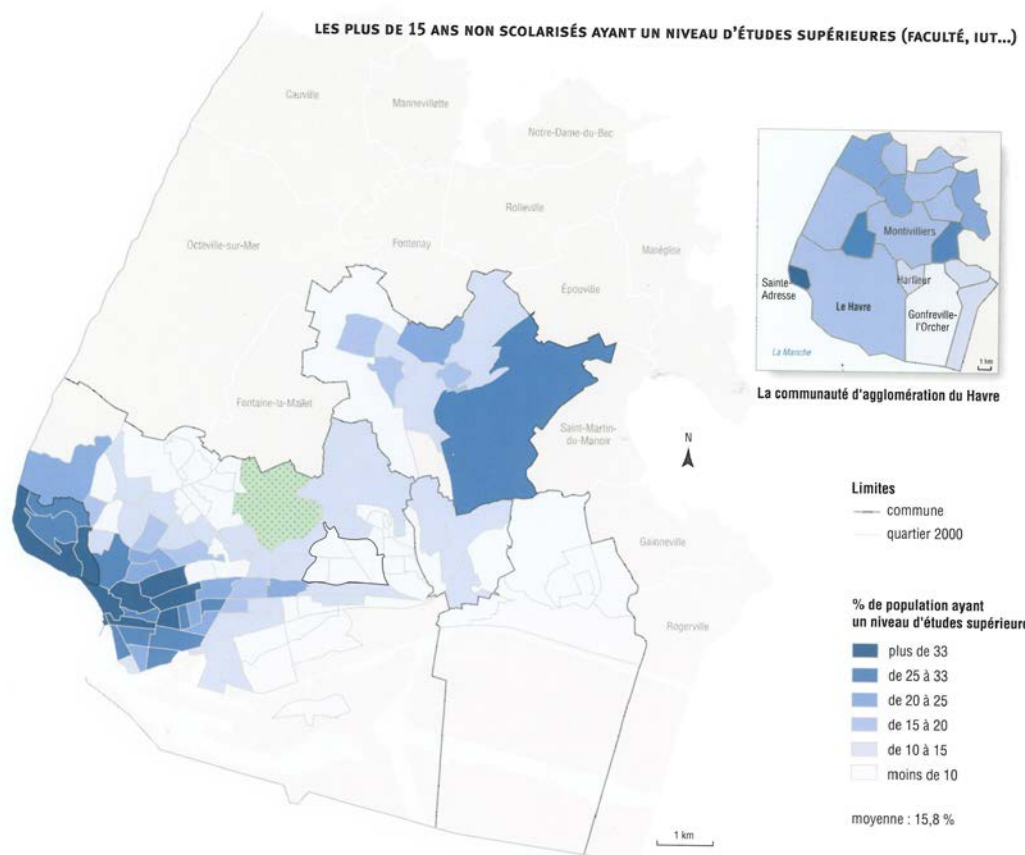 LES PLUS DE 15 ANS NON SCOLARISÉS AYANT UN NIVEAU D'ÉTUDES SUPÉRIEURES (FACULTÉ, IUT...)
Cauville
Mannevillette
Notre-Dame-du-Bec
Rolleville
Octeville-sur-Mer
Fontenay
Manéglise
Épouville
Fontaine-la-Mallet
Saint-Martin-
du-Manoir
Gainneville
Rogerville
N
1 km
Montivilliers
Sainte-
Adresse
Harfleur
Le Havre
Gonfreville-
l'Orcher
La Manche
1 km
La communauté d'agglomération du Havre
Limites
commune
quartier 2000
% de population ayant
un niveau d'études supérieure
plus de 33
de 25 à 33
de 20 à 25
de 15 à 20
de 10 à 15
moins de 10
moyenne : 15,8 %